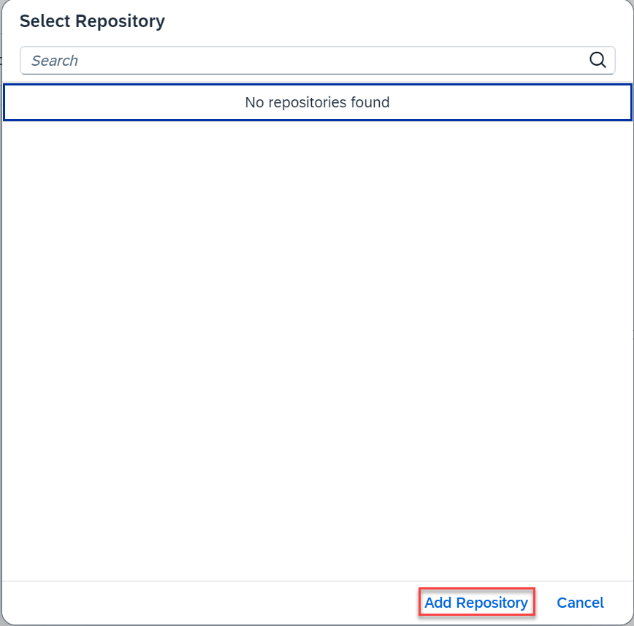 Select Repository
Search
No repositories found
Add Repository
Cancel